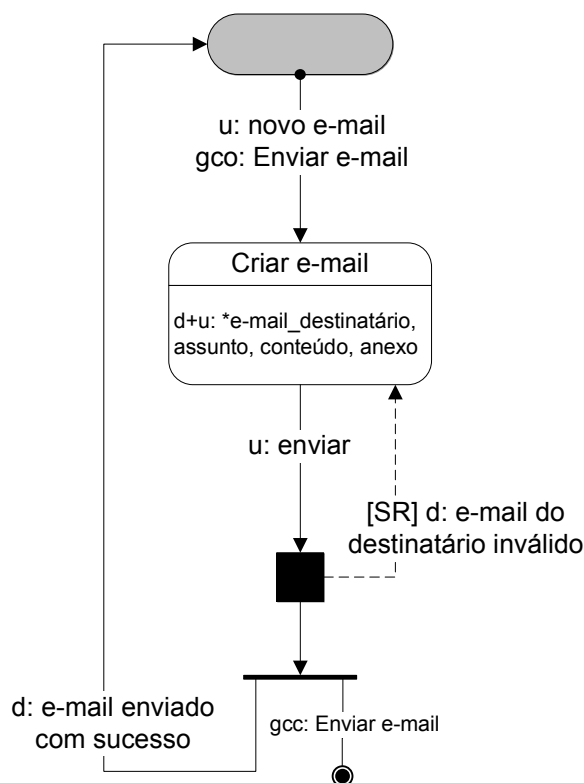 u: novo e-mail
gco: Enviar e-mail
Criar e-mail
d+u: *e-mail_destinatário,
assunto, conteúdo, anexo
u: enviar
[SR] d: e-mail do
destinatário inválido
d: e-mail enviado
com sucesso
gcc: Enviar e-mail